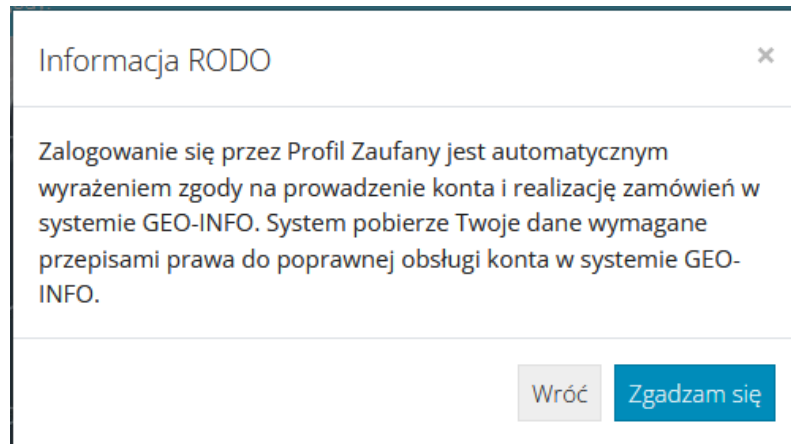 Informacja RODO
×
Zalogowanie się przez Profil Zaufany jest automatycznym
wyrażeniem zgody na prowadzenie konta i realizację zamówień w
systemie GEO-INFO. System pobierze Twoje dane wymagane
przepisami prawa do poprawnej obsługi konta w systemie GEO-
INFO.
Wróć
Zgadzam się